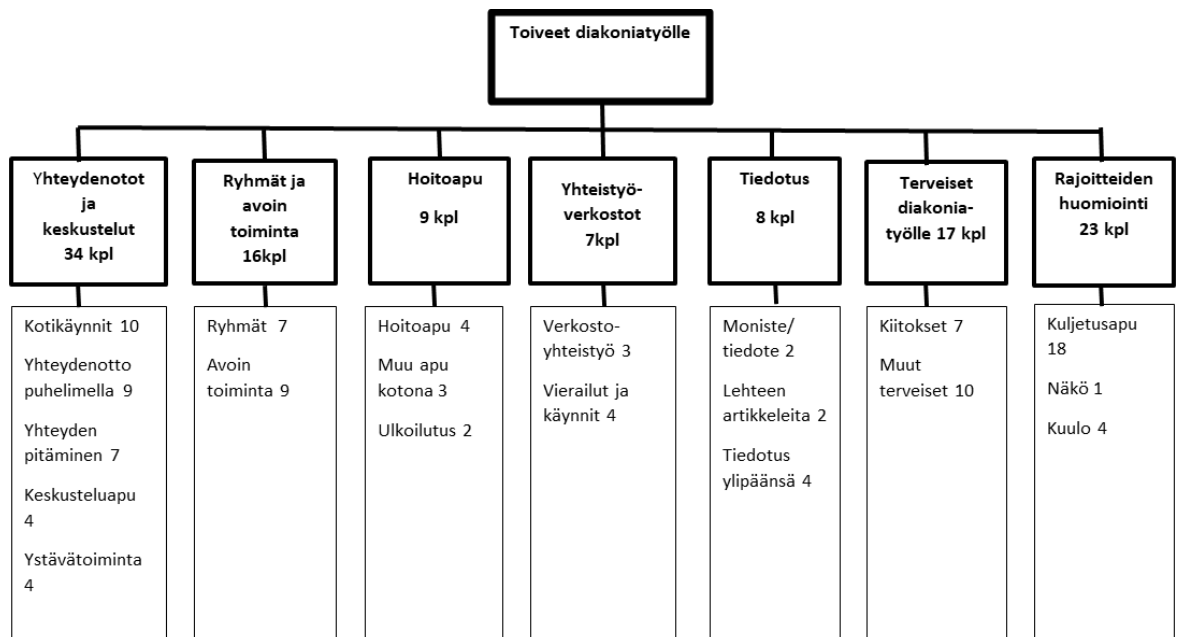 Toiveet diakoniatyölle
Yhteydenotot
ja
keskustelut
34 kpl
Ryhmät ja
avoin
toiminta
16kpl
Hoitoapu
9 kpl
Yhteistyö-
verkostot
7kpl
Tiedotus
8 kpl
Terveiset
diakonia-
työlle 17 kpl
Rajoitteiden
huomiointi
23 kpl
Kotikäynnit 10
Yhteydenotto
puhelimella 9
Yhteyden
pitäminen 7
Keskusteluapu
4
Ystävätoiminta
4
Ryhmät 7
Avoin
toiminta 9
Hoitoapu 4
Muu apu
kotona 3
Ulkoilutus 2
Verkosto-
yhteistyö 3
Vierailut ja
käynnit 4
Moniste/
tiedote 2
Lehteen
artikkeleita 2
Tiedotus
ylipäänsä 4
Kiitokset 7
Muut
terveiset 10
Kuljetusapu
18
Näkö 1
Kuulo 4